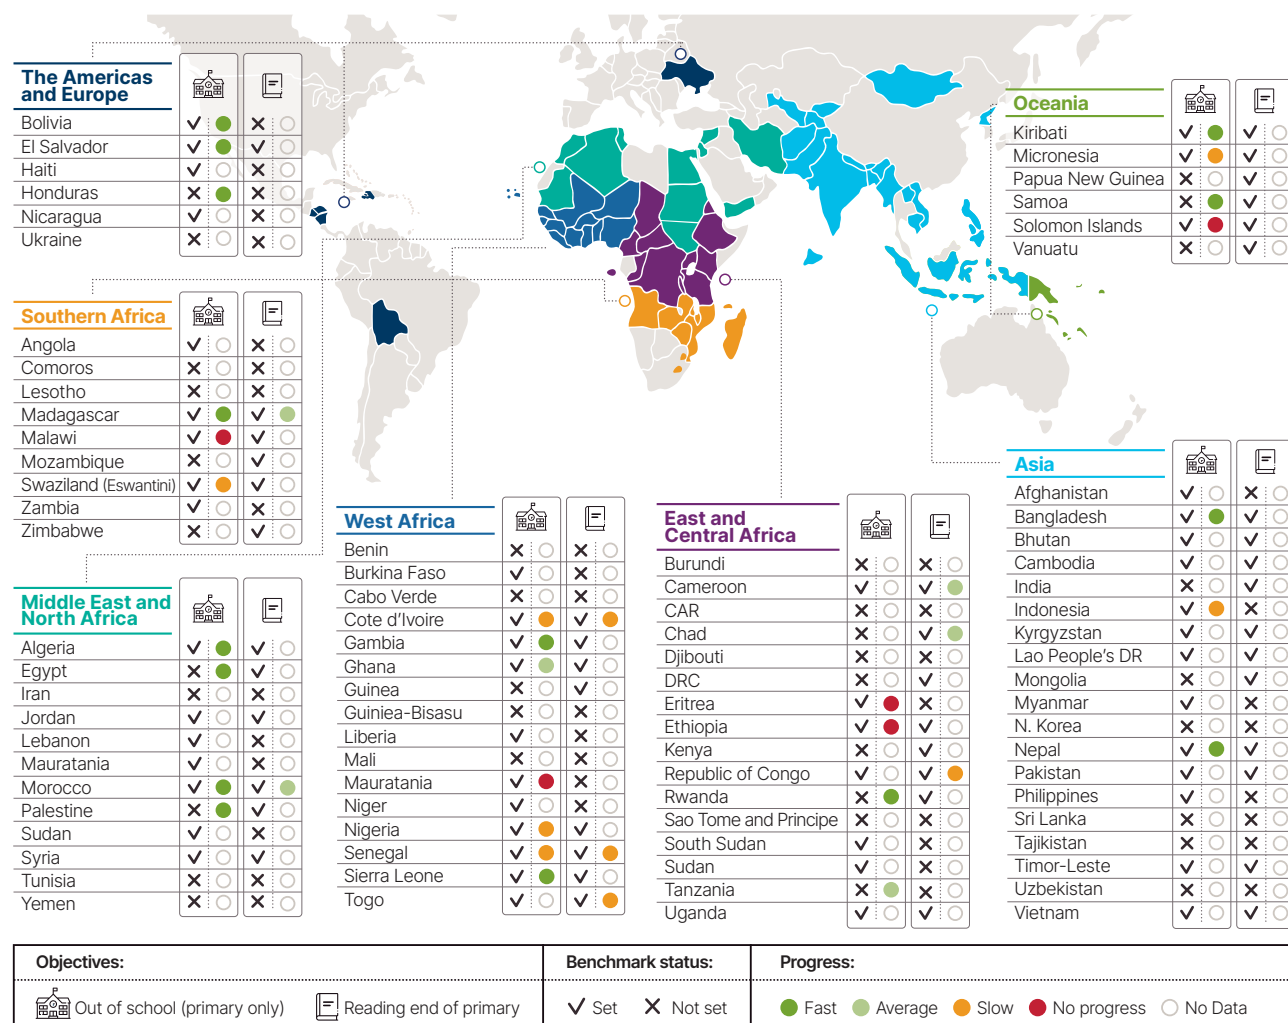 The Americas
and Europe
Bolivia
El Salvador
Haiti
Honduras
Nicaragua
Ukraine
Southern Africa
Angola
Comoros
Lesotho
Madagascar
Malawi
Mozambique
Swaziland (Eswantini)
Zambia
Zimbabwe
Middle East and
North Africa
Algeria
Egypt
Iran
Jordan
Lebanon
Mauratania
Morocco
Palestine
Sudan
Syria
Tunisia
Yemen
West Africa
Benin
Burkina Faso
Cabo Verde
Cote d'Ivoire
Gambia
Ghana
Guinea
Guiniea-Bisasu
Liberia
Mali
Mauratania
Niger
Nigeria
Senegal
Sierra Leone
Togo
East and
Central Africa
Burundi
Cameroon
CAR
Chad
Djibouti
DRC
Eritrea
Ethiopia
Kenya
Republic of Congo
Rwanda
Sao Tome and Principe
South Sudan
Sudan
Tanzania
Uganda
Oceania
Kiribati
Micronesia
Papua New Guinea
Samoa
Solomon Islands
Vanuatu
Asia
Afghanistan
Bangladesh
Bhutan
Cambodia
India
Indonesia
Kyrgyzstan
Lao People's DR
Mongolia
Myanmar
N. Korea
Nepal
Pakistan
Philippines
Sri Lanka
Tajikistan
Timor-Leste
Uzbekistan
Vietnam
Objectives:
Out of school (primary only)
Reading end of primary
Benchmark status:
Set
Not set
Progress:
Fast
Average
Slow
No progress
No Data